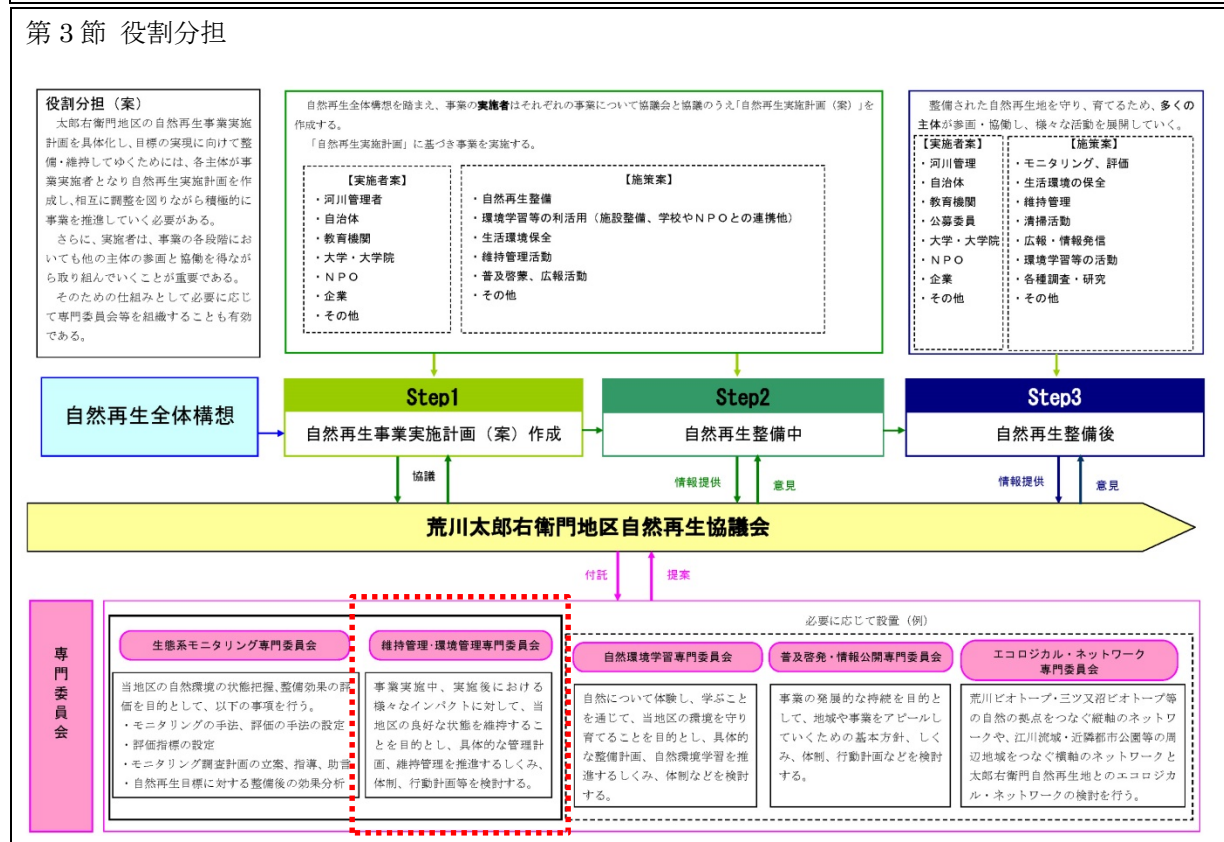 第3節 役割分担
役割分担（案）
太郎右衛門地区の自然再生事業実施
計画を具体化し、目標の実現に向けて整
備・維持してゆくためには、各主体が事
業実施者となり自然再生実施計画を作
成し、相互に調整を図りながら積極的に
事業を推進していく必要がある。
さらに、実施者は、事業の各段階にお
いても他の主体の参画と協働を得なが
ら取り組んでいくことが重要である。
そのための仕組みとして必要に応じ
て専門委員会等を組織することも有効
である。
自然再生全体構想を踏まえ、事業の実施者はそれぞれの事業について協議会と協議のうえ「自然再生実施計画（案）」を
作成する。
「自然再生実施計画」に基づき事業を実施する。
【実施者案】
・河川管理者
・自治体
・教育機関
・大学・大学院
・ＮＰＯ
・企業
・その他
【施策案】
・自然再生整備
・環境学習等の利活用（施設整備、学校やＮＰＯとの連携他）
・生活環境保全
・維持管理活動
・普及啓蒙、広報活動
・その他
整備された自然再生地を守り、育てるため、多くの
主体が参画・協働し、様々な活動を展開していく。
【実施者案】
・河川管理
・自治体
・教育機関
・公募委員
・大学・大学院
・ＮＰＯ
・企業
・その他
【施策案】
・モニタリング、評価
・生活環境の保全
・維持管理
・清掃活動
・広報・情報発信
・環境学習等の活動
・各種調査・研究
・その他
自然再生全体構想
Step1
自然再生事業実施計画（案）作成
Step2
自然再生整備中
Step3
自然再生整備後
協議
情報提供
意見
情報提供
意見
荒川太郎右衛門地区自然再生協議会
付託
提案
専門委員会
生態系モニタリング専門委員会
当地区の自然環境の状態把握、整備効果の評
価を目的として、以下の事項を行う。
・モニタリングの手法、評価の手法の設定
・評価指標の設定
・モニタリング調査計画の立案、指導、助言
・自然再生目標に対する整備後の効果分析
維持管理・環境管理専門委員会
事業実施中、実施後における
様々なインパクトに対して、当
地区の良好な状態を維持するこ
とを目的とし、具体的な管理計
画、維持管理を推進するしくみ、
体制、行動計画等を検討する。
必要に応じて設置（例）
自然環境学習専門委員会
自然について体験し、学ぶこと
を通じて、当地区の環境を守り
育てることを目的とし、具体的
な整備計画、自然環境学習を推
進するしくみ、体制などを検討
する。
普及啓発・情報公開専門委員会
事業の発展的な持続を目的と
して、地域や事業をアピールし
ていくための基本方針、しく
み、体制、行動計画などを検討
する。
エコロジカル・ネットワーク
専門委員会
荒川ビオトープ・三ツ又沼ビオトープ等
の自然の拠点をつなぐ縦軸のネットワ
ークや、江川流域・近隣都市公園等の周
辺地域をつなぐ横軸のネットワークと
太郎右衛門自然再生地とのエコロジカ
ル・ネットワークの検討を行う。